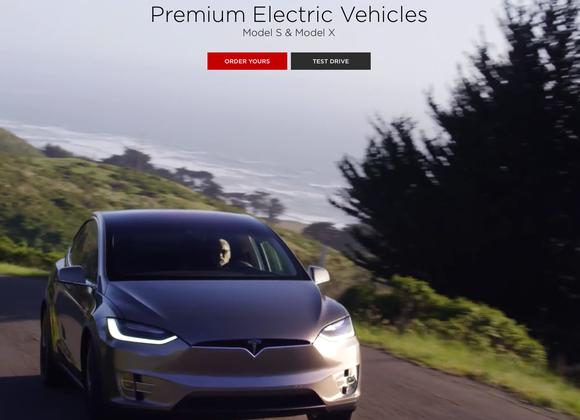 Premium Electric Vehicles
Model S & Model X
ORDER YOURS
TEST DRIVE